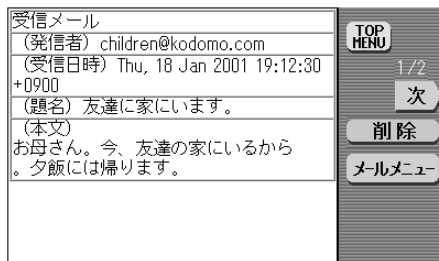 受信メール
（発信者）children@kodomo.com
（受信日時）Thu, 18 Jan 2001 19:12:30
+0900
（題名）友達に家にいます。
（本文）
お母さん。今、友達の家にいるから
。夕飯には帰ります。
TOP
MENU
1/2
次
削除
メールメニュー